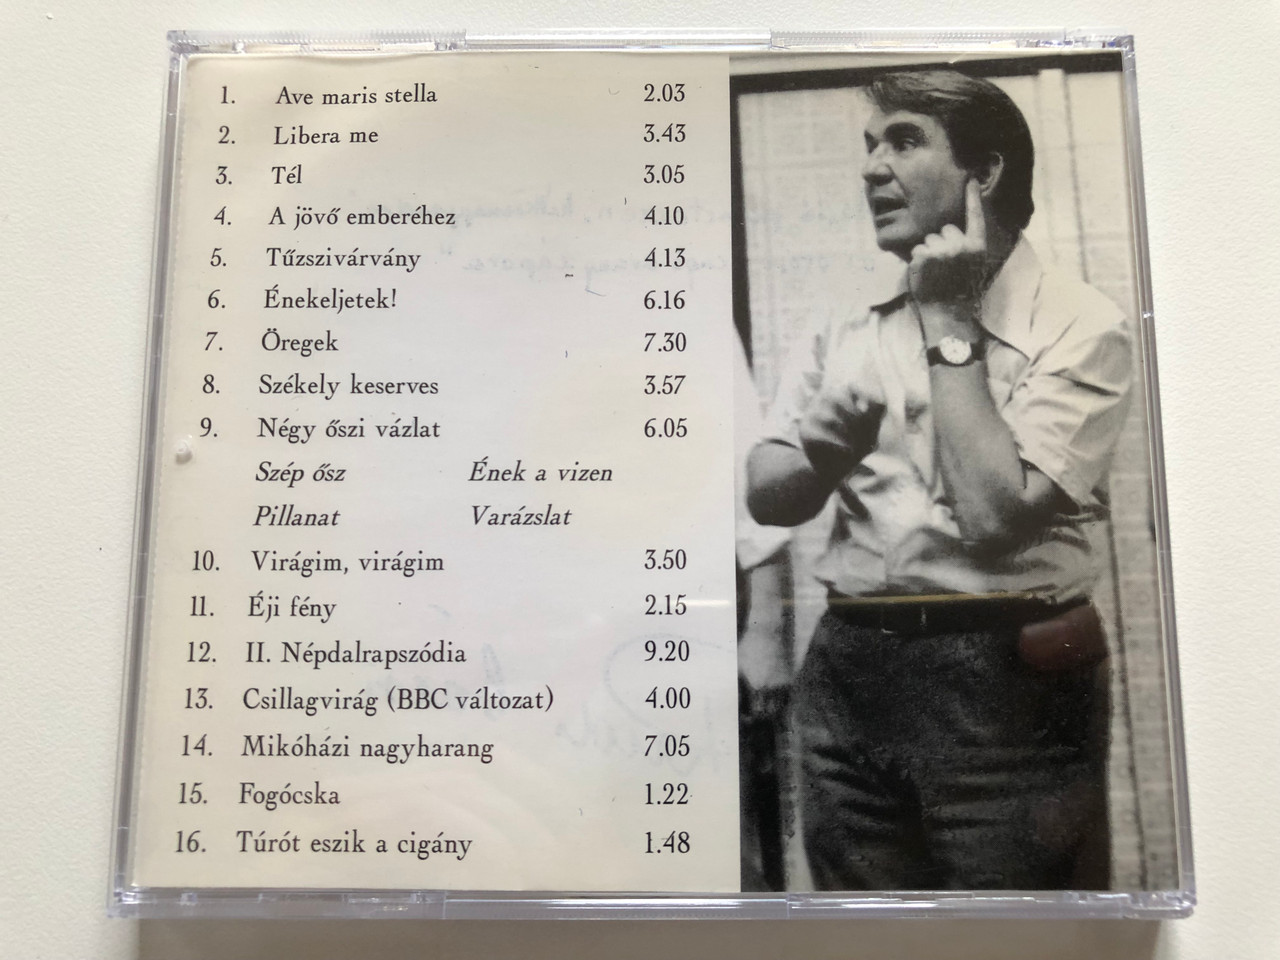 1. Ave maris stella 2.03
2. Libera me 3.43
3. Tél 3.05
4. A jövő emberéhez 4.10
5. Tűzszivárvány 4.13
6. Énekeljetek! 6.16
7. Öregek 7.30
8. Székely keserves 3.57
9. Négy őszi vázlat 6.05
Szép ősz Ének a vizen
Pillanat Varázslat
10. Virágim, virágim 3.50
11. Éji fény 2.15
12. II. Népdalrapszódia 9.20
13. Csillagvirág (BBC változat) 4.00
14. Mikóházi nagyharang 7.05
15. Fogócska 1.22
16. Túrót eszik a cigány 1.48